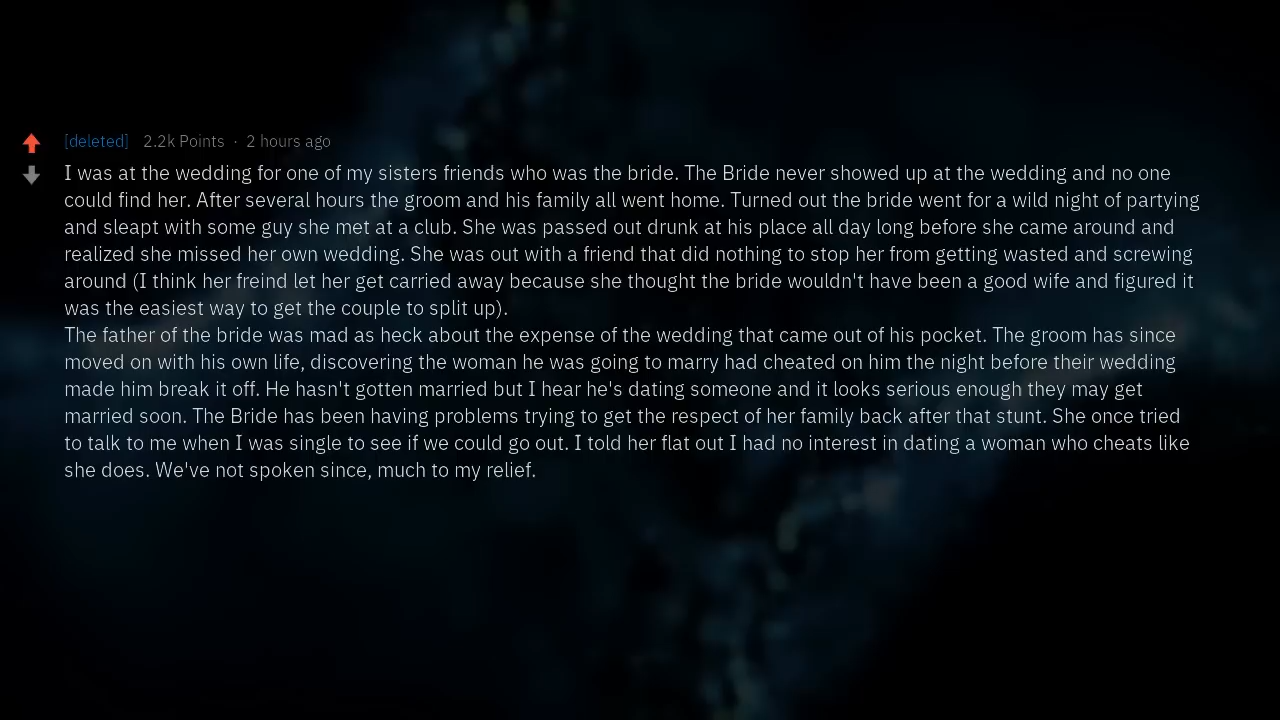 [deleted] 2.2k Points · 2 hours ago
I was at the wedding for one of my sisters friends who was the bride. The Bride never showed up at the wedding and no one
could find her. After several hours the groom and his family all went home. Turned out the bride went for a wild night of partying
and sleapt with some guy she met at a club. She was passed out drunk at his place all day long before she came around and
realized she missed her own wedding. She was out with a friend that did nothing to stop her from getting wasted and screwing
around (I think her freind let her get carried away because she thought the bride wouldn't have been a good wife and figured it
was the easiest way to get the couple to split up).
The father of the bride was mad as heck about the expense of the wedding that came out of his pocket. The groom has since
moved on with his own life, discovering the woman he was going to marry had cheated on him the night before their wedding
made him break it off. He hasn't gotten married but I hear he's dating someone and it looks serious enough they may get
married soon. The Bride has been having problems trying to get the respect of her family back after that stunt. She once tried
to talk to me when I was single to see if we could go out. I told her flat out I had no interest in dating a woman who cheats like
she does. We've not spoken since, much to my relief.